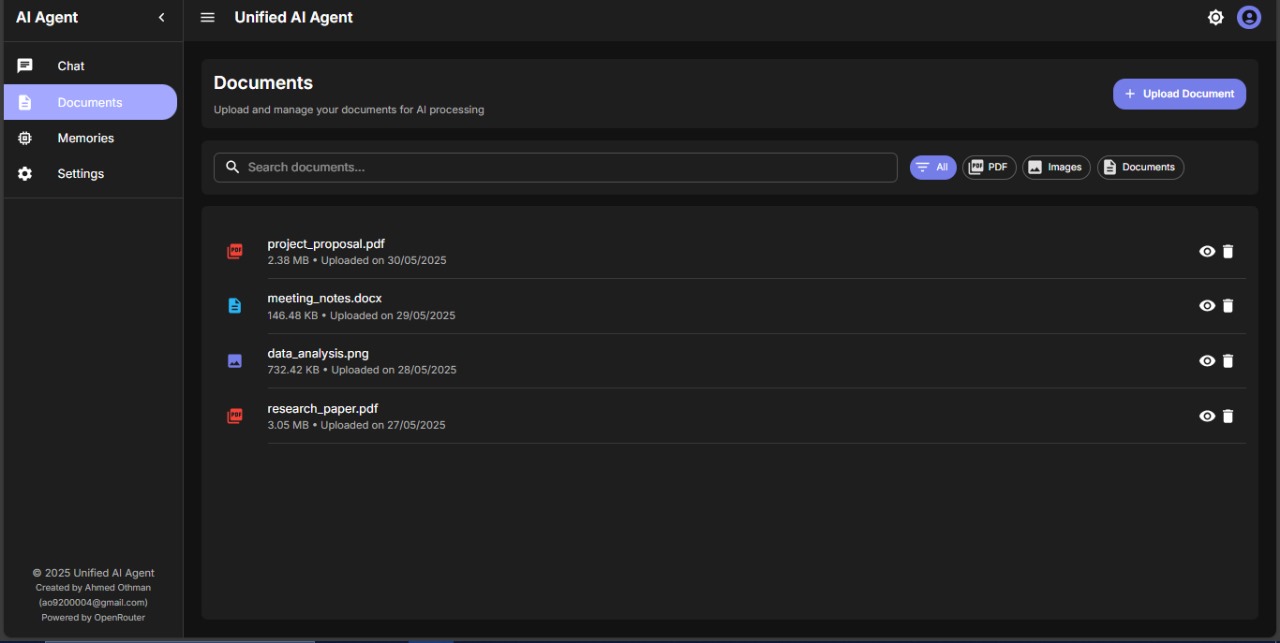 AI Agent
Unified AI Agent
Chat
Documents
Memories
Settings
Documents
Upload and manage your documents for AI processing
+ Upload Document
Search documents...
All
PDF
PDF
Images
Documents
PDF
project_proposal.pdf
2.38 MB • Uploaded on 30/05/2025
meeting_notes.docx
146.48 KB • Uploaded on 29/05/2025
data_analysis.png
732.42 KB • Uploaded on 28/05/2025
PDF
research_paper.pdf
3.05 MB • Uploaded on 27/05/2025
© 2025 Unified AI Agent
Created by Ahmed Othman
(ao9200004@gmail.com)
Powered by OpenRouter